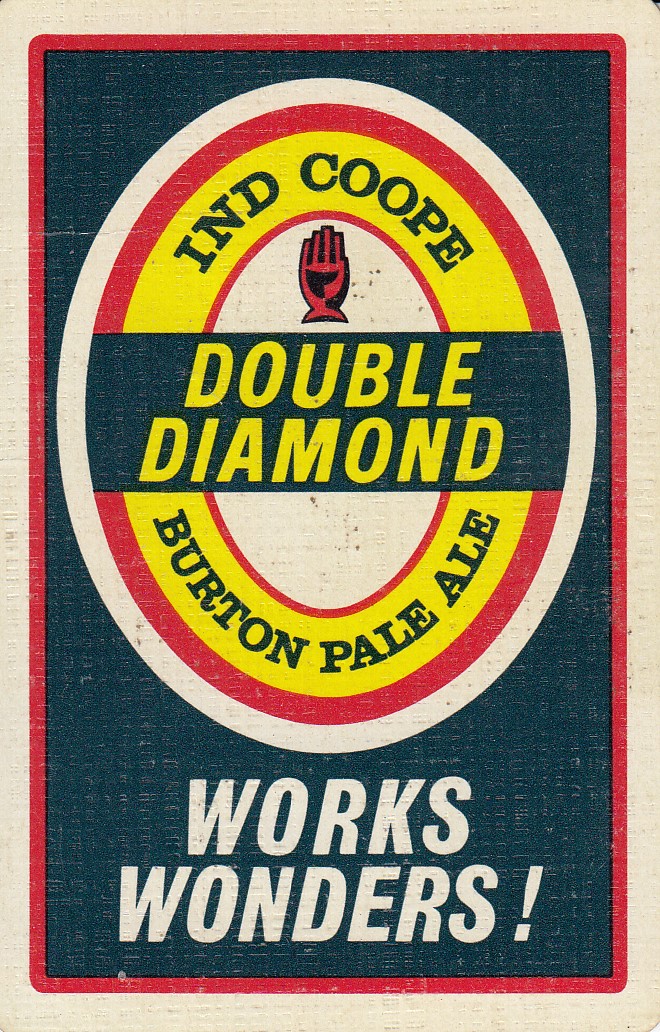 IND COOPE
DOUBLE
DIAMOND
BURTON PALE ALE
WORKS
WONDERS!